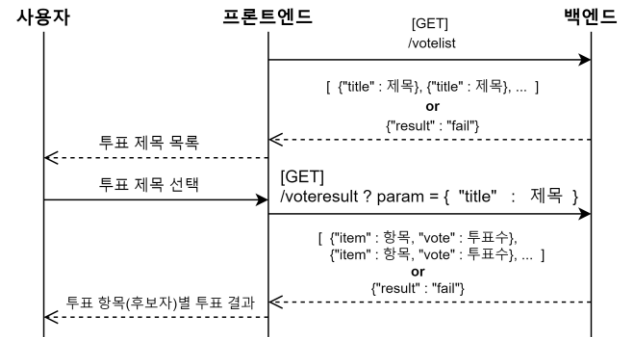 사용자 프론트엔드 백엔드
[GET]
/votelist
[ {"title" : 제목}, {"title" : 제목}, ... ]
or
{"result" : "fail"}
투표 제목 목록
투표 제목 선택
[GET]
/voteresult ? param = { "title" : 제목 }
[ {"item" : 항목, "vote" : 투표수},
{"item" : 항목, "vote" : 투표수}, ... ]
or
{"result" : "fail"}
투표 항목(후보자)별 투표 결과